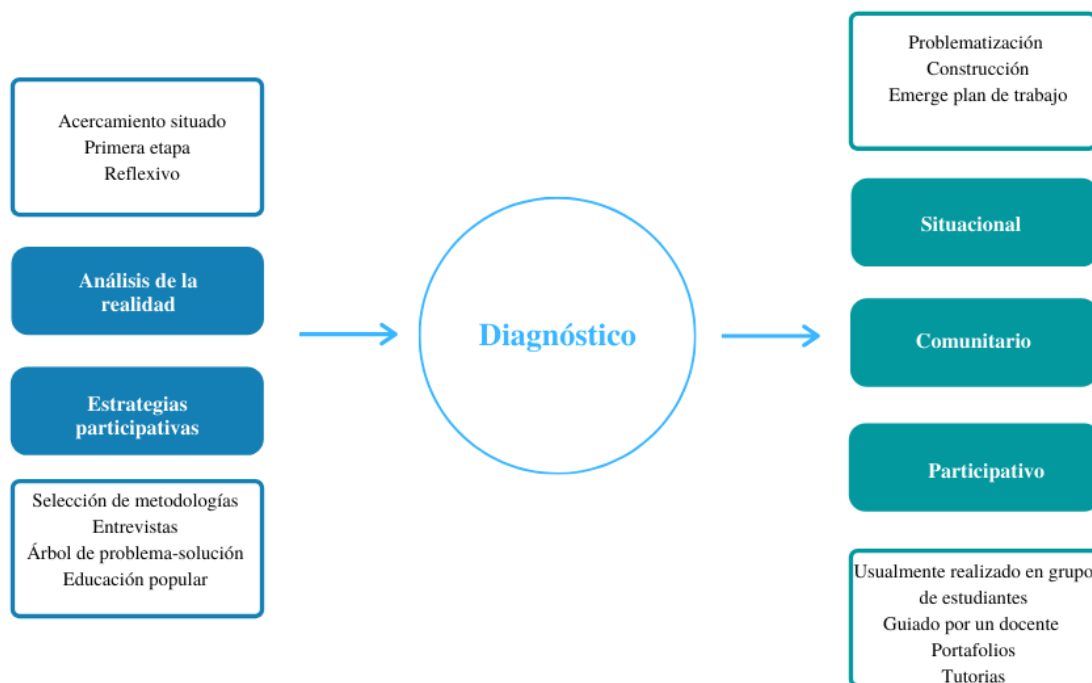 Acercamiento situado
Primera etapa
Reflexivo
Análisis de la
realidad
Estrategias
participativas
Selección de metodologías
Entrevistas
Árbol de problema-solución
Educación popular
Diagnóstico
Problematización
Construcción
Emerge plan de trabajo
Situacional
Comunitario
Participativo
Usualmente realizado en grupo
de estudiantes
Guiado por un docente
Portafolios
Tutorias